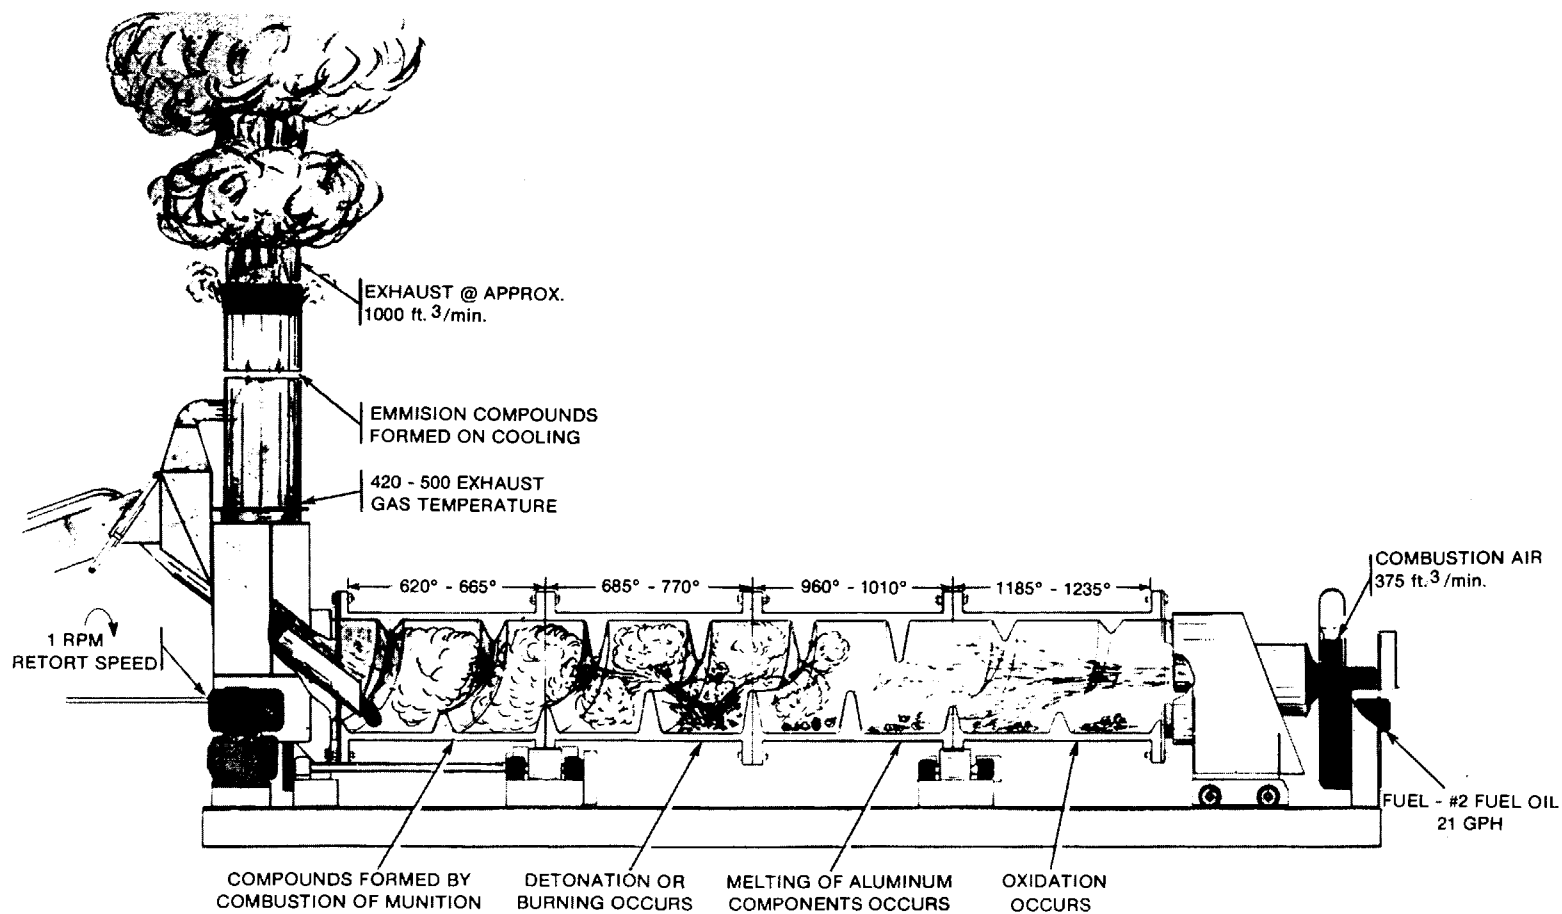 EXHAUST @ APPROX.
1000 ft.3/min.
EMMISION COMPOUNDS
FORMED ON COOLING
420 - 500 EXHAUST
GAS TEMPERATURE
COMBUSTION AIR
375 ft.3/min.
620° - 665°
685° - 770°
960° - 1010°
1185° - 1235°
1 RPM
RETORT SPEED
FUEL - #2 FUEL OIL
21 GPH
COMPOUNDS FORMED BY
COMBUSTION OF MUNITION
DETONATION OR
BURNING OCCURS
MELTING OF ALUMINUM
COMPONENTS OCCURS
OXIDATION
OCCURS